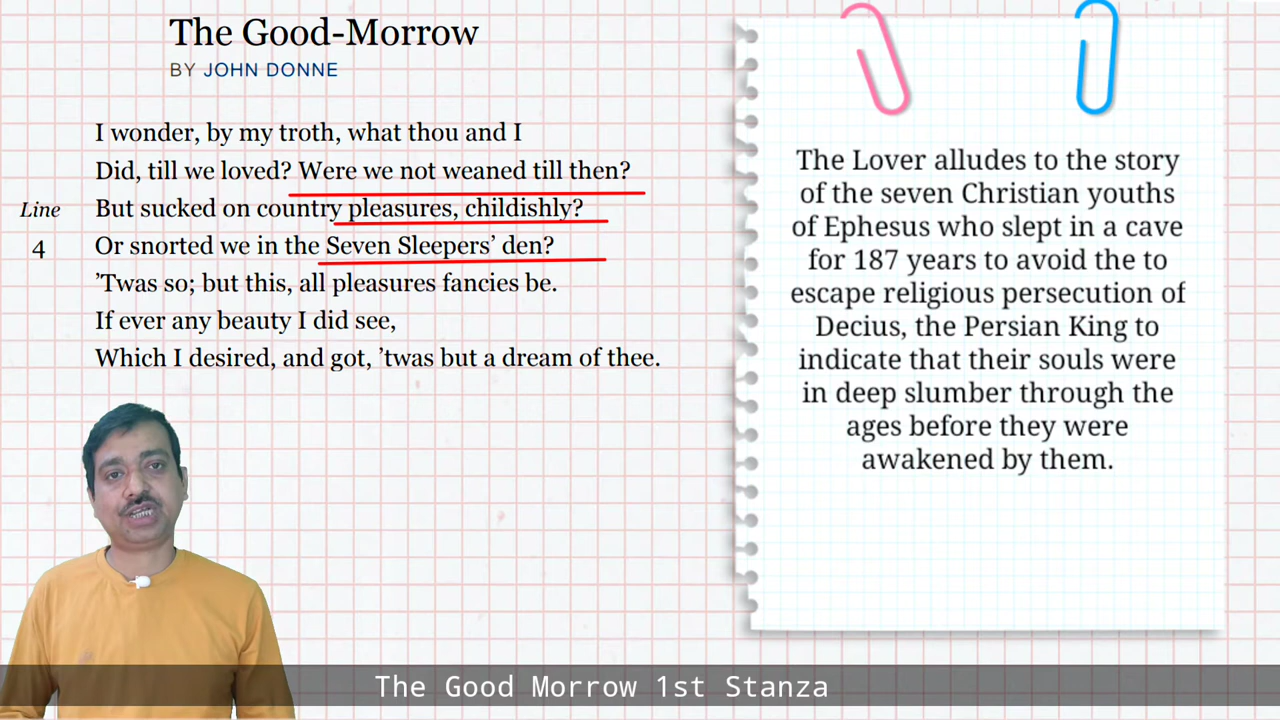 The Good-Morrow
BY JOHN DONNE
I wonder, by my troth, what thou and I
Did, till we loved? Were we not weaned till then?
Line But sucked on country pleasures, childishly?
4 Or snorted we in the Seven Sleepers’ den?
’Twas so; but this, all pleasures fancies be.
If ever any beauty I did see,
Which I desired, and got, ’twas but a dream of thee.
The Lover alludes to the story
of the seven Christian youths
of Ephesus who slept in a cave
for 187 years to avoid the to
escape religious persecution of
Decius, the Persian King to
indicate that their souls were
in deep slumber through the
ages before they were
awakened by them.
The Good Morrow 1st Stanza